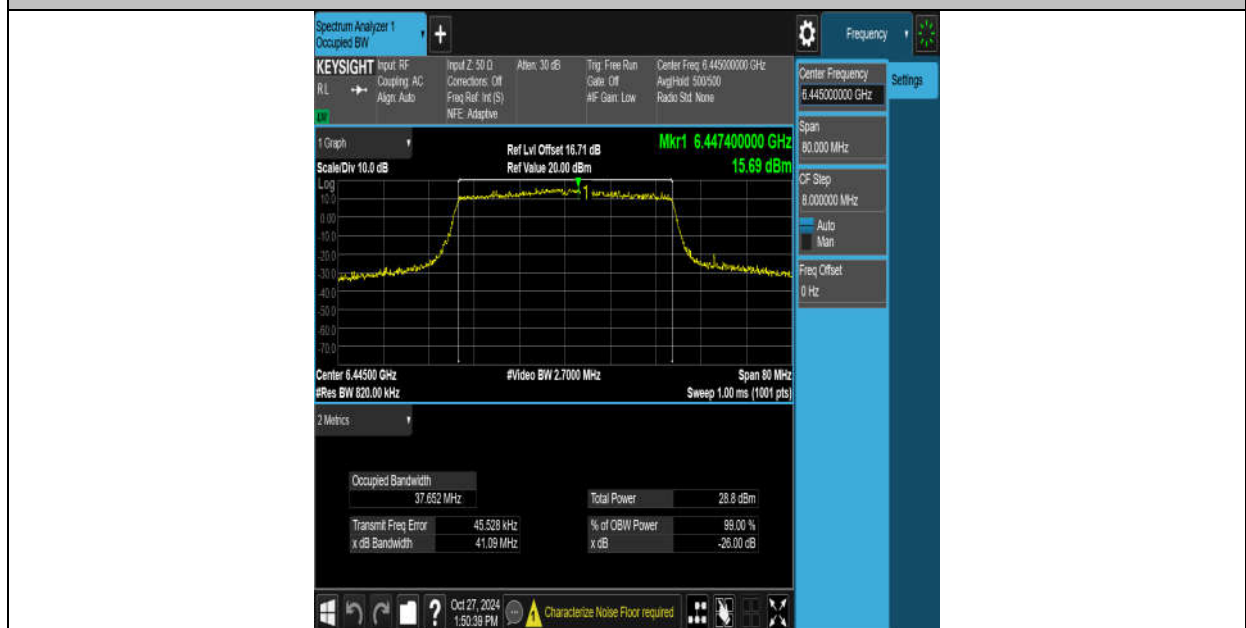 Spectrum Analyzer 1
Occupied BW
+
Frequency
KEYSIGHT
RL
Input: RF
Coupling: AC
Align: Auto
Input Z: 50 Ω
Corrections: Off
Freq Ref: Int (S)
NFE: Adaptive
Atten: 30 dB
Trig: Free Run
Gate: Off
#IF Gain: Low
Center Freq: 6.445000000 GHz
Avg|Hold: 500/500
Radio Std: None
Center Frequency
6.445000000 GHz
Settings
Span
80.000 MHz
CF Step
8.000000 MHz
Auto
Man
Freq Offset
0 Hz
1 Graph
Scale/Div 10.0 dB
Ref Lvl Offset 16.71 dB
Ref Value 20.00 dBm
Mkr1 6.447400000 GHz
15.69 dBm
Log
10.0
0.00
-10.0
-20.0
-30.0
-40.0
-50.0
-60.0
-70.0
1
Center 6.44500 GHz
#Res BW 820.00 kHz
#Video BW 2.7000 MHz
Span 80 MHz
Sweep 1.00 ms (1001 pts)
2 Metrics
Occupied Bandwidth
37.652 MHz
Total Power 28.8 dBm
Transmit Freq Error 45.528 kHz
% of OBW Power 99.00 %
x dB Bandwidth 41.09 MHz
x dB -26.00 dB
?
Oct 27, 2024
1:50:39 PM
Characterize Noise Floor required